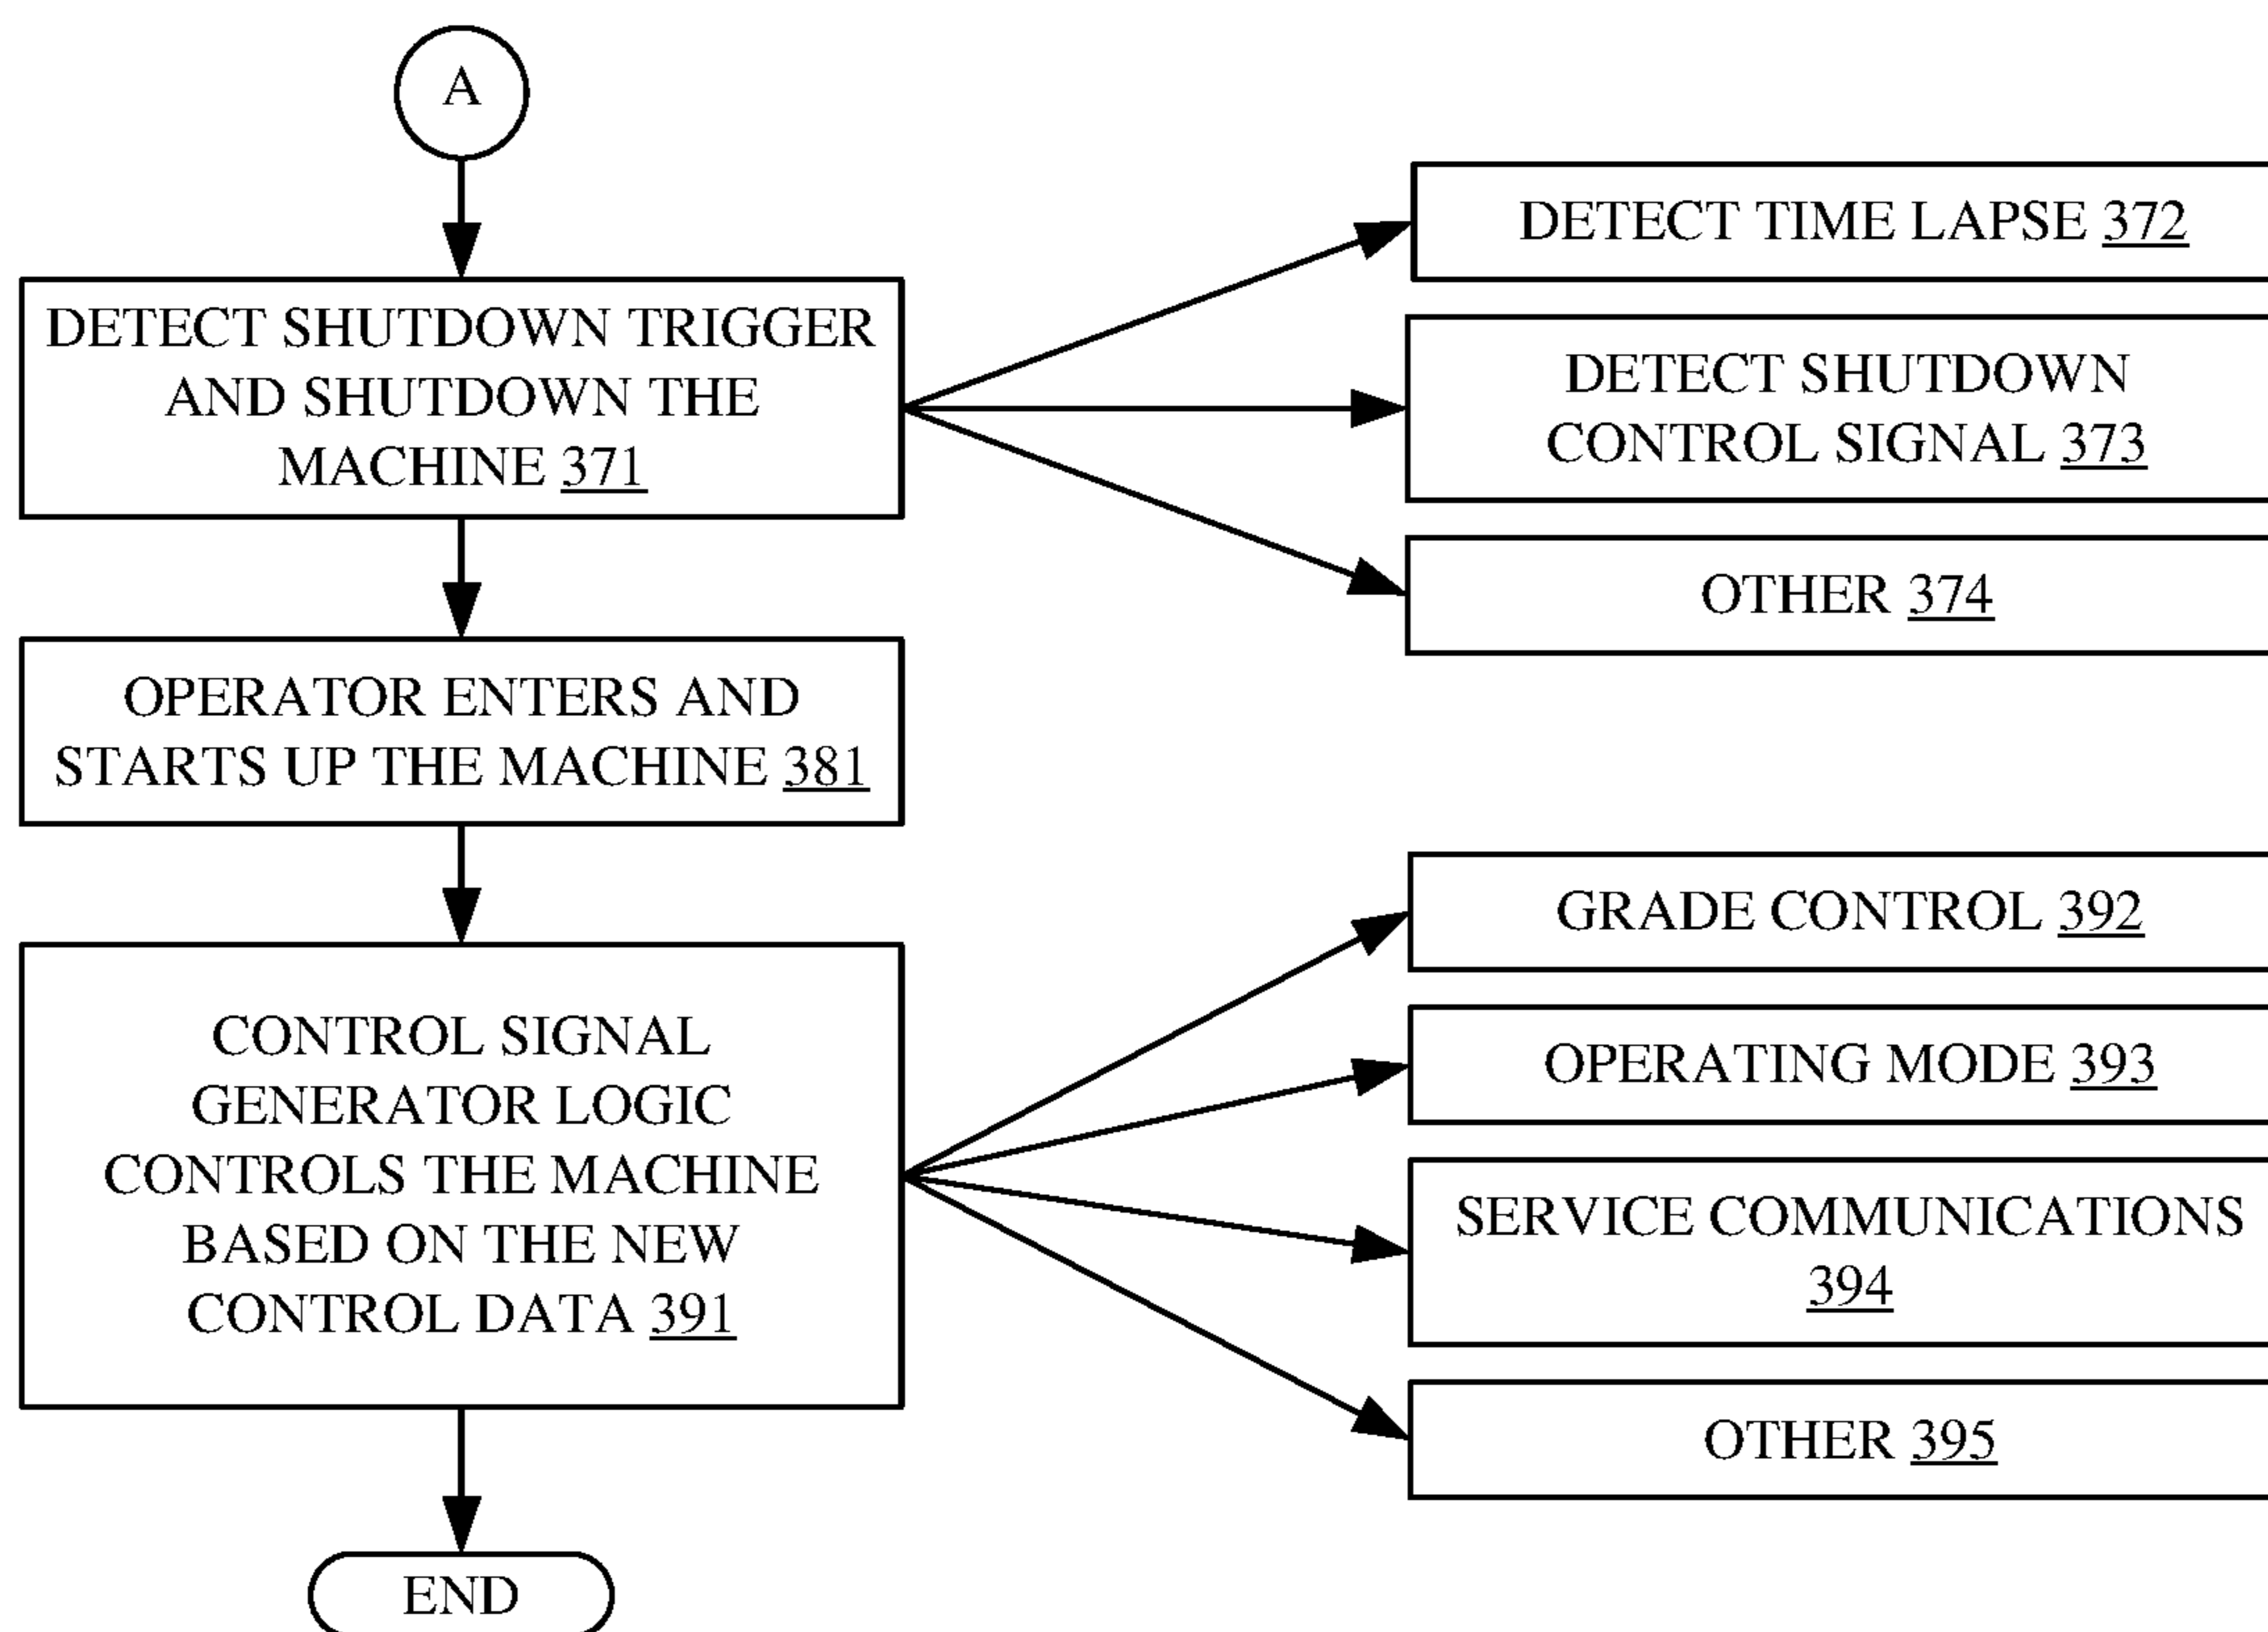 A
DETECT SHUTDOWN TRIGGER
AND SHUTDOWN THE
MACHINE 371
DETECT TIME LAPSE 372
DETECT SHUTDOWN
CONTROL SIGNAL 373
OTHER 374
OPERATOR ENTERS AND
STARTS UP THE MACHINE 381
CONTROL SIGNAL
GENERATOR LOGIC
CONTROLS THE MACHINE
BASED ON THE NEW
CONTROL DATA 391
GRADE CONTROL 392
OPERATING MODE 393
SERVICE COMMUNICATIONS
394
OTHER 395
END